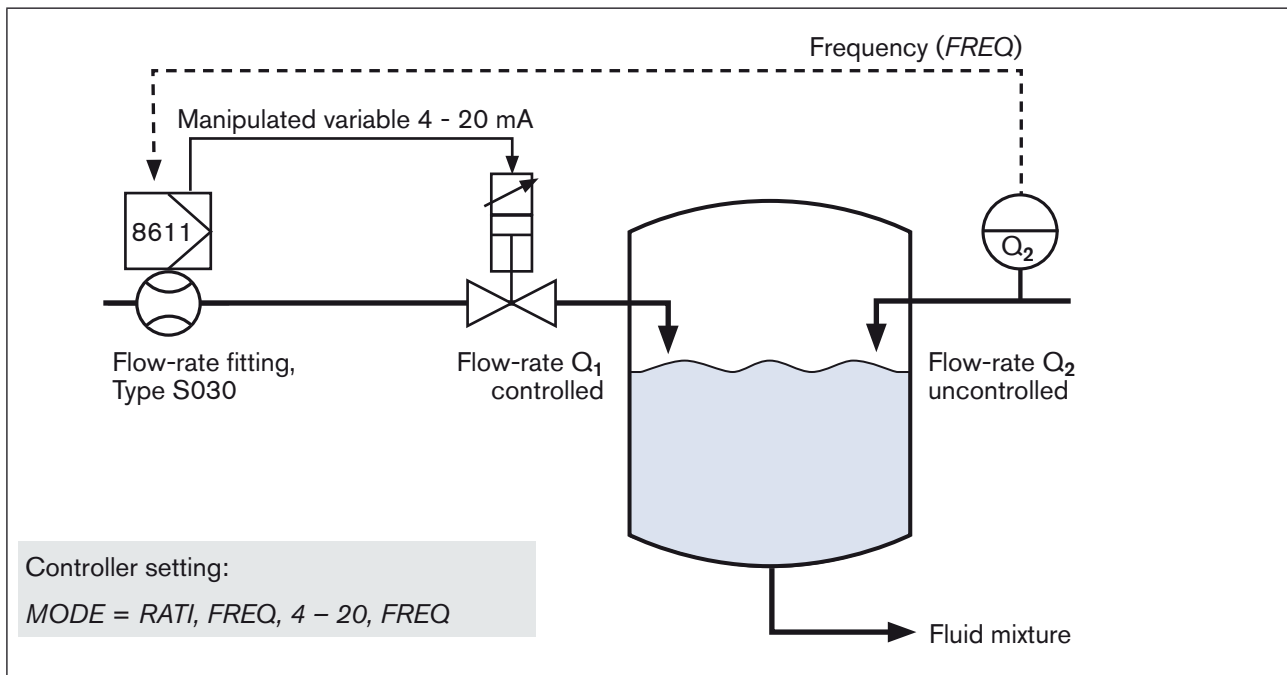 Frequency (FREQ)
Manipulated variable 4 - 20 mA
8611
Q2
Flow-rate fitting,
Type S030
Flow-rate Q1
controlled
Flow-rate Q2
uncontrolled
Controller setting:
MODE = RATI, FREQ, 4 – 20, FREQ
Fluid mixture